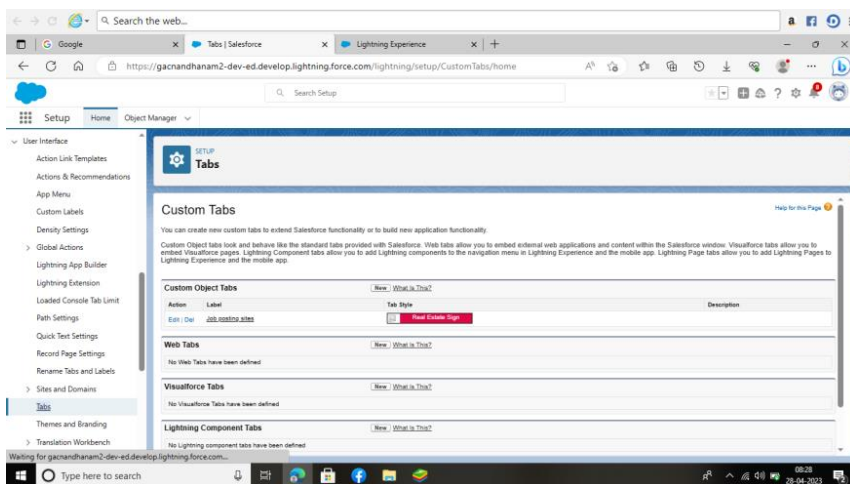 Search the web...
Google
Tabs | Salesforce
Lightning Experience
https://gacnandhanam2-dev-ed.develop.lightning.force.com/lightning/setup/CustomTabs/home
Search Setup
Setup
Home
Object Manager
User Interface
Action Link Templates
Actions & Recommendations
App Menu
Custom Labels
Density Settings
Global Actions
Lightning App Builder
Lightning Extension
Loaded Console Tab Limit
Path Settings
Quick Text Settings
Record Page Settings
Rename Tabs and Labels
Sites and Domains
Tabs
Themes and Branding
Translation Workbench
Waiting for gacnandhanam2-dev-ed.develop.lightning.force.com...
SETUP
Tabs
Custom Tabs
Help for this Page
You can create new custom tabs to extend Salesforce functionality or to build new application functionality.
Custom Object tabs look and behave like the standard tabs provided with Salesforce. Web tabs allow you to embed external web applications and content within the Salesforce window. Visualforce tabs allow you to
embed Visualforce pages. Lightning Component tabs allow you to add Lightning components to the navigation menu in Lightning Experience and the mobile app. Lightning Page tabs allow you to add Lightning Pages to
Lightning Experience and the mobile app.
Custom Object Tabs New What Is This?
Action Label Tab Style Description
Edit | Del Job posting sites Real Estate Sign
Web Tabs New What Is This?
No Web Tabs have been defined
Visualforce Tabs New What Is This?
No Visualforce Tabs have been defined
Lightning Component Tabs New What Is This?
No Lightning component tabs have been defined
Type here to search
08:28
28-04-2023